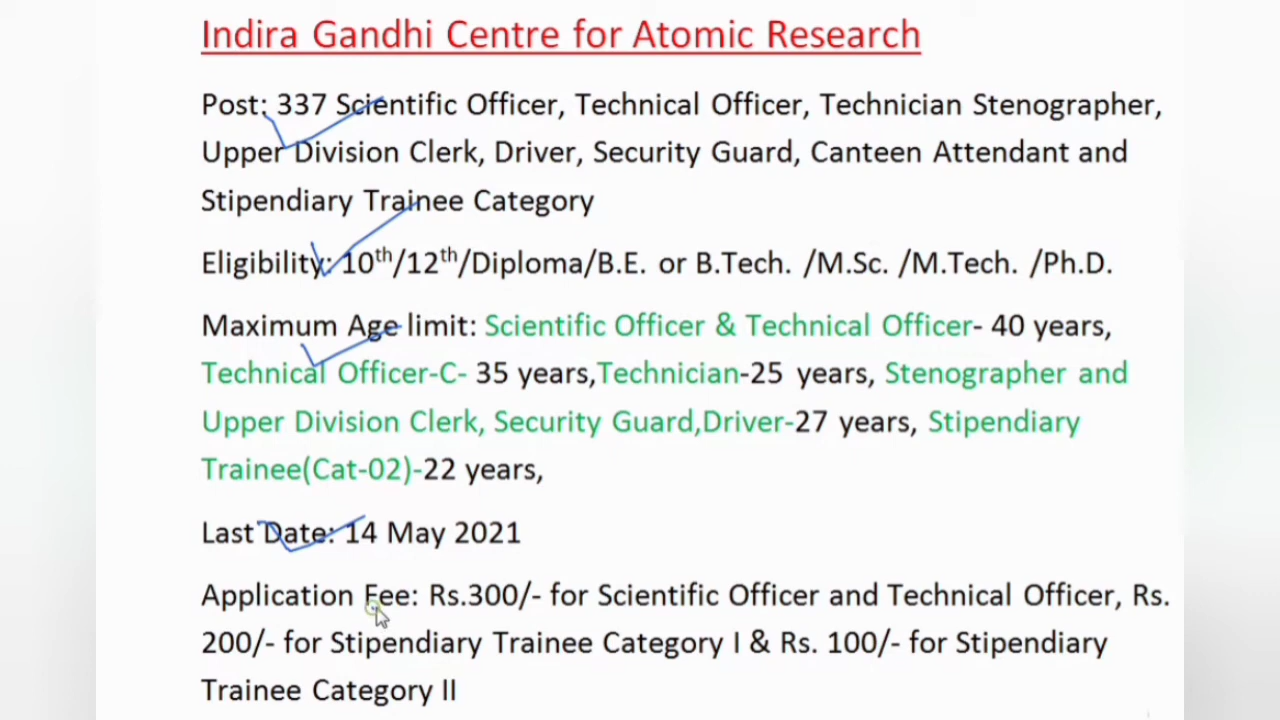 Indira Gandhi Centre for Atomic Research
Post: 337 Scientific Officer, Technical Officer, Technician Stenographer,
Upper Division Clerk, Driver, Security Guard, Canteen Attendant and
Stipendiary Trainee Category
Eligibility: 10th/12th/Diploma/B.E. or B.Tech. /M.Sc. /M.Tech. /Ph.D.
Maximum Age limit: Scientific Officer & Technical Officer- 40 years,
Technical Officer-C- 35 years,Technician-25 years, Stenographer and
Upper Division Clerk, Security Guard,Driver-27 years, Stipendiary
Trainee(Cat-02)-22 years,
Last Date: 14 May 2021
Application Fee: Rs.300/- for Scientific Officer and Technical Officer, Rs.
200/- for Stipendiary Trainee Category I & Rs. 100/- for Stipendiary
Trainee Category II